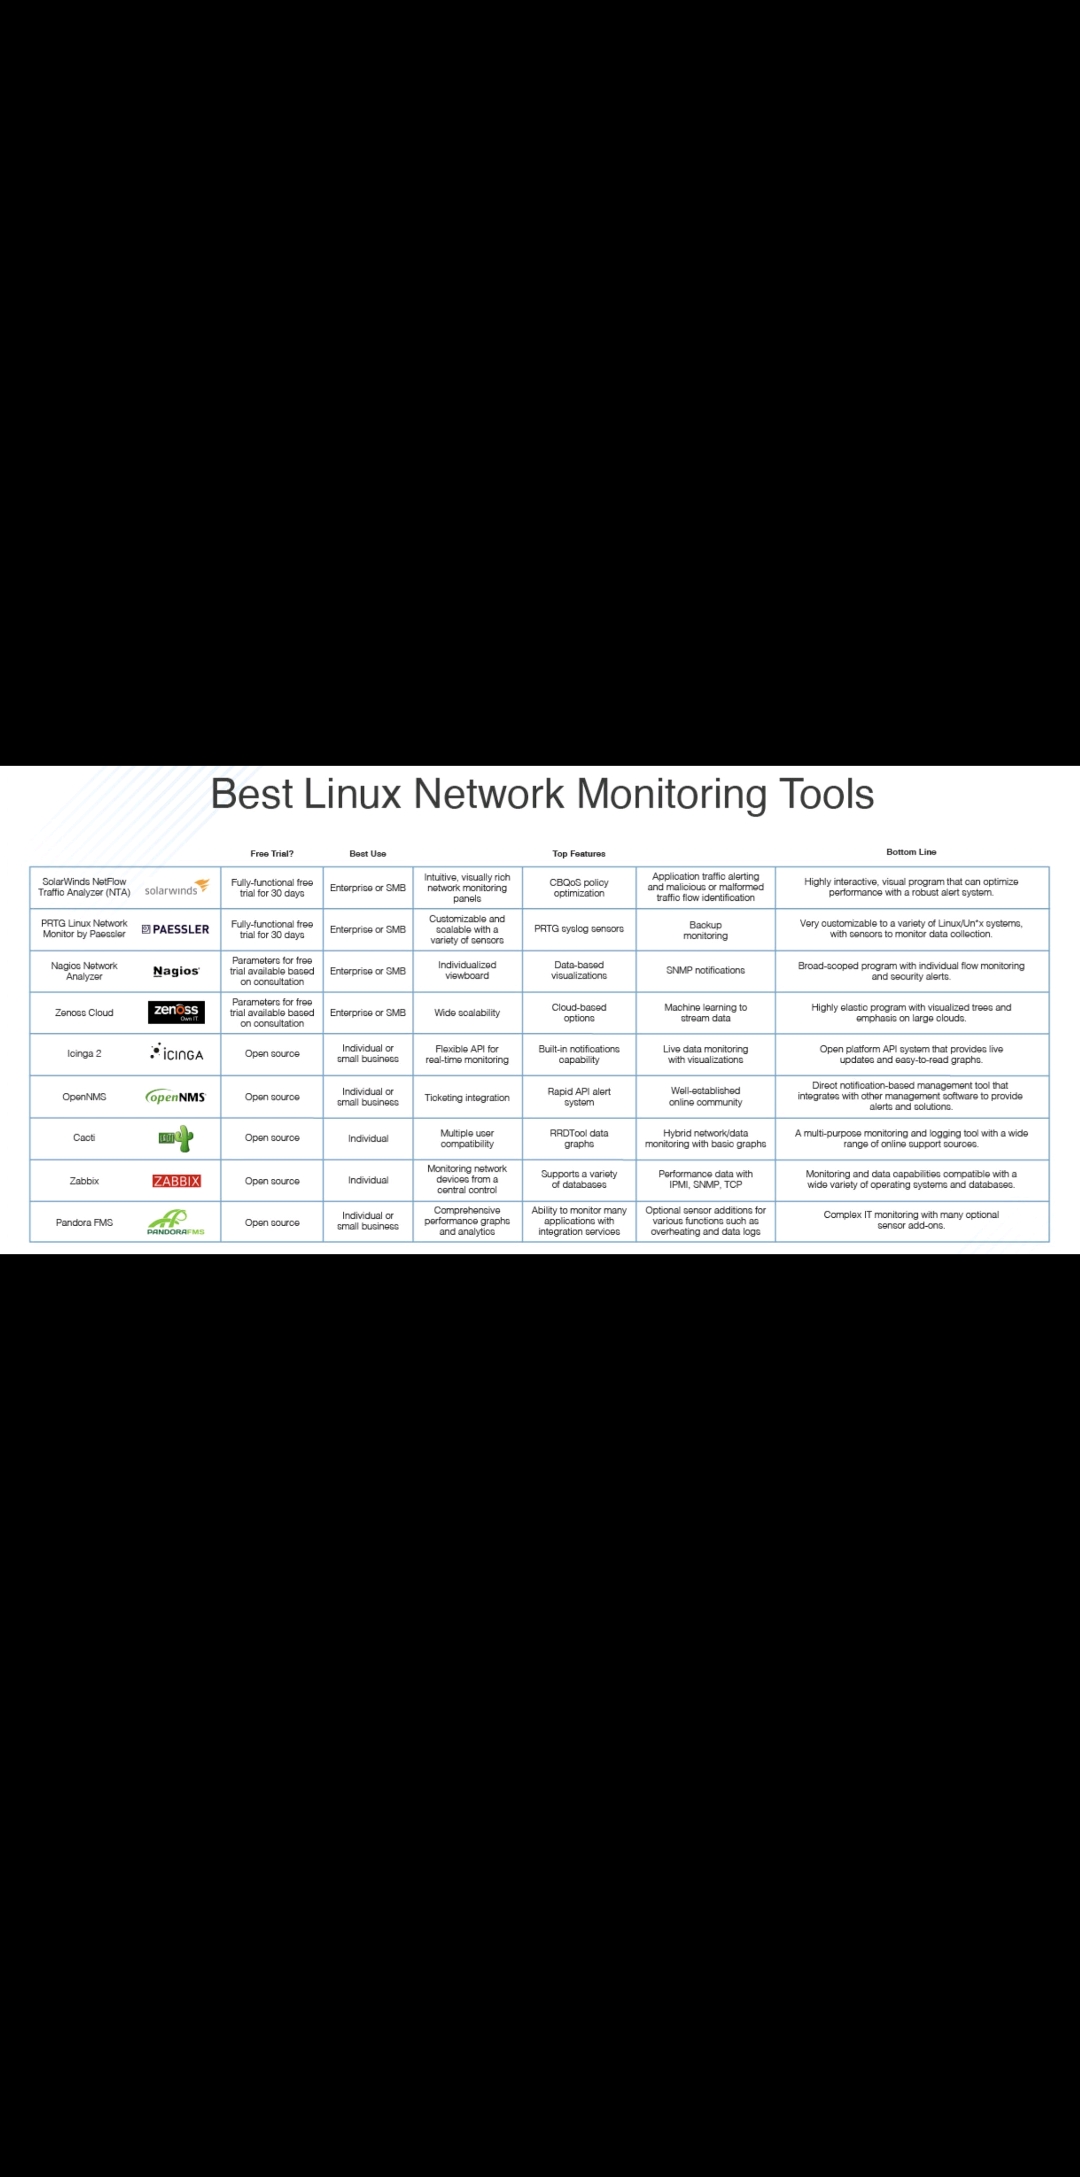 Best Linux Network Monitoring Tools
Free Trial? Best Use Top Features Bottom Line
SolarWinds NetFlow
Traffic Analyzer (NTA)
solarwinds
Fully-functional free
trial for 30 days
Enterprise or SMB
Intuitive, visually rich
network monitoring
panels
CBQoS policy
optimization
Application traffic alerting
and malicious or malformed
traffic flow identification
Highly interactive, visual program that can optimize
performance with a robust alert system.
PRTG Linux Network
Monitor by Paessler
PAESSLER
Fully-functional free
trial for 30 days
Enterprise or SMB
Customizable and
scalable with a
variety of sensors
PRTG syslog sensors
Backup
monitoring
Very customizable to a variety of Linux/Un*x systems,
with sensors to monitor data collection.
Nagios Network
Analyzer
Nagios
Parameters for free
trial available based
on consultation
Enterprise or SMB
Individualized
viewboard
Data-based
visualizations
SNMP notifications
Broad-scoped program with individual flow monitoring
and security alerts.
Zenoss Cloud
zenoss
Own IT
Parameters for free
trial available based
on consultation
Enterprise or SMB
Wide scalability
Cloud-based
options
Machine learning to
stream data
Highly elastic program with visualized trees and
emphasis on large clouds.
Icinga 2
icinga
Open source
Individual or
small business
Flexible API for
real-time monitoring
Built-in notifications
capability
Live data monitoring
with visualizations
Open platform API system that provides live
updates and easy-to-read graphs.
OpenNMS
openNMS
Open source
Individual or
small business
Ticketing integration
Rapid API alert
system
Well-established
online community
Direct notification-based management tool that
integrates with other management software to provide
alerts and solutions.
Cacti
Open source
Individual
Multiple user
compatibility
RRDTool data
graphs
Hybrid network/data
monitoring with basic graphs
A multi-purpose monitoring and logging tool with a wide
range of online support sources.
Zabbix
ZABBIX
Open source
Individual
Monitoring network
devices from a
central control
Supports a variety
of databases
Performance data with
IPMI, SNMP, TCP
Monitoring and data capabilities compatible with a
wide variety of operating systems and databases.
Pandora FMS
PANDORAFMS
Open source
Individual or
small business
Comprehensive
performance graphs
and analytics
Ability to monitor many
applications with
integration services
Optional sensor additions for
various functions such as
overheating and data logs
Complex IT monitoring with many optional
sensor add-ons.